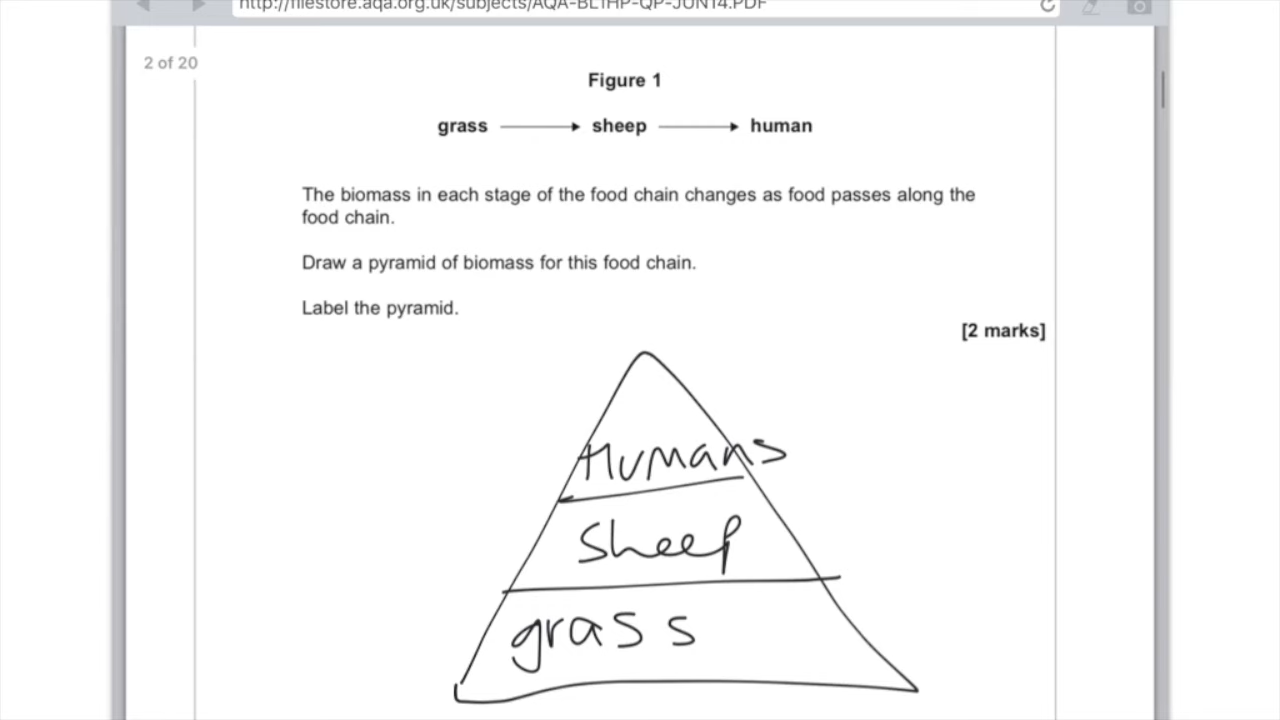 http://filestore.aqa.org.uk/subjects/AQA-BL1HP-QP-JUN14.PDF
2 of 20
Figure 1
grass sheep human
The biomass in each stage of the food chain changes as food passes along the
food chain.
Draw a pyramid of biomass for this food chain.
Label the pyramid.
[2 marks]
Humans
Sheep
grass